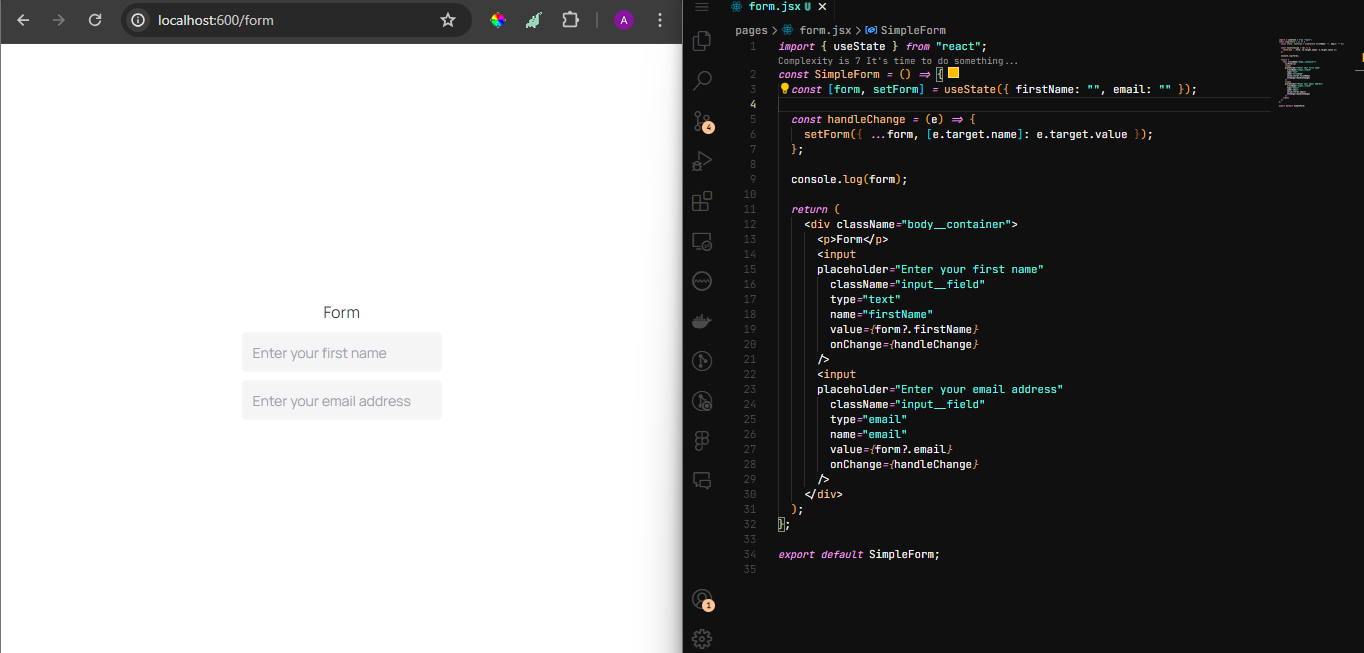 localhost:600/form
A
Form
Enter your first name
Enter your email address
form.jsx U
pages > form.jsx > SimpleForm
4
1
1 import { useState } from "react";
Complexity is 7 It's time to do something...
2 const SimpleForm = () => {
3 const [form, setForm] = useState({ firstName: "", email: "" });
4
5 const handleChange = (e) => {
6 setForm({ ...form, [e.target.name]: e.target.value });
7 };
8
9 console.log(form);
10
11 return (
12 <div className="body__container">
13 <p>Form</p>
14 <input
15 placeholder="Enter your first name"
16 className="input__field"
17 type="text"
18 name="firstName"
19 value={form?.firstName}
20 onChange={handleChange}
21 />
22 <input
23 placeholder="Enter your email address"
24 className="input__field"
25 type="email"
26 name="email"
27 value={form?.email}
28 onChange={handleChange}
29 />
30 </div>
31 );
32 };
33
34 export default SimpleForm;
35